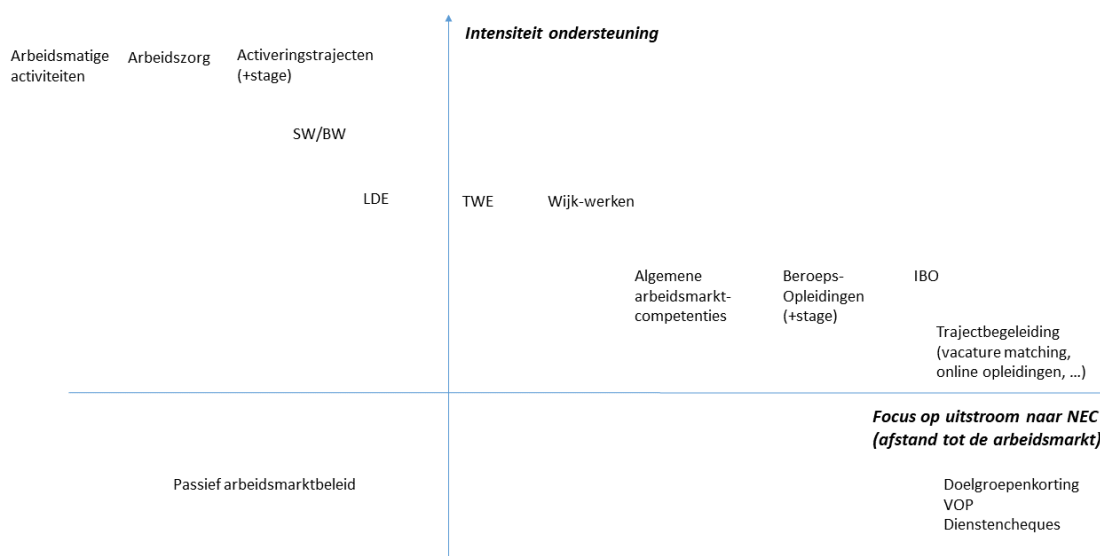 Intensiteit ondersteuning
Arbeidsmatige
activiteiten
Arbeidszorg
Activeringstrajecten
(+stage)
SW/BW
LDE
TWE
Wijk-werken
Algemene
arbeidsmarkt-
competenties
Beroeps-
Opleidingen
(+stage)
IBO
Trajectbegeleiding
(vacature matching,
online opleidingen, …)
Focus op uitstroom naar NEC
(afstand tot de arbeidsmarkt)
Passief arbeidsmarktbeleid
Doelgroepenkorting
VOP
Dienstencheques